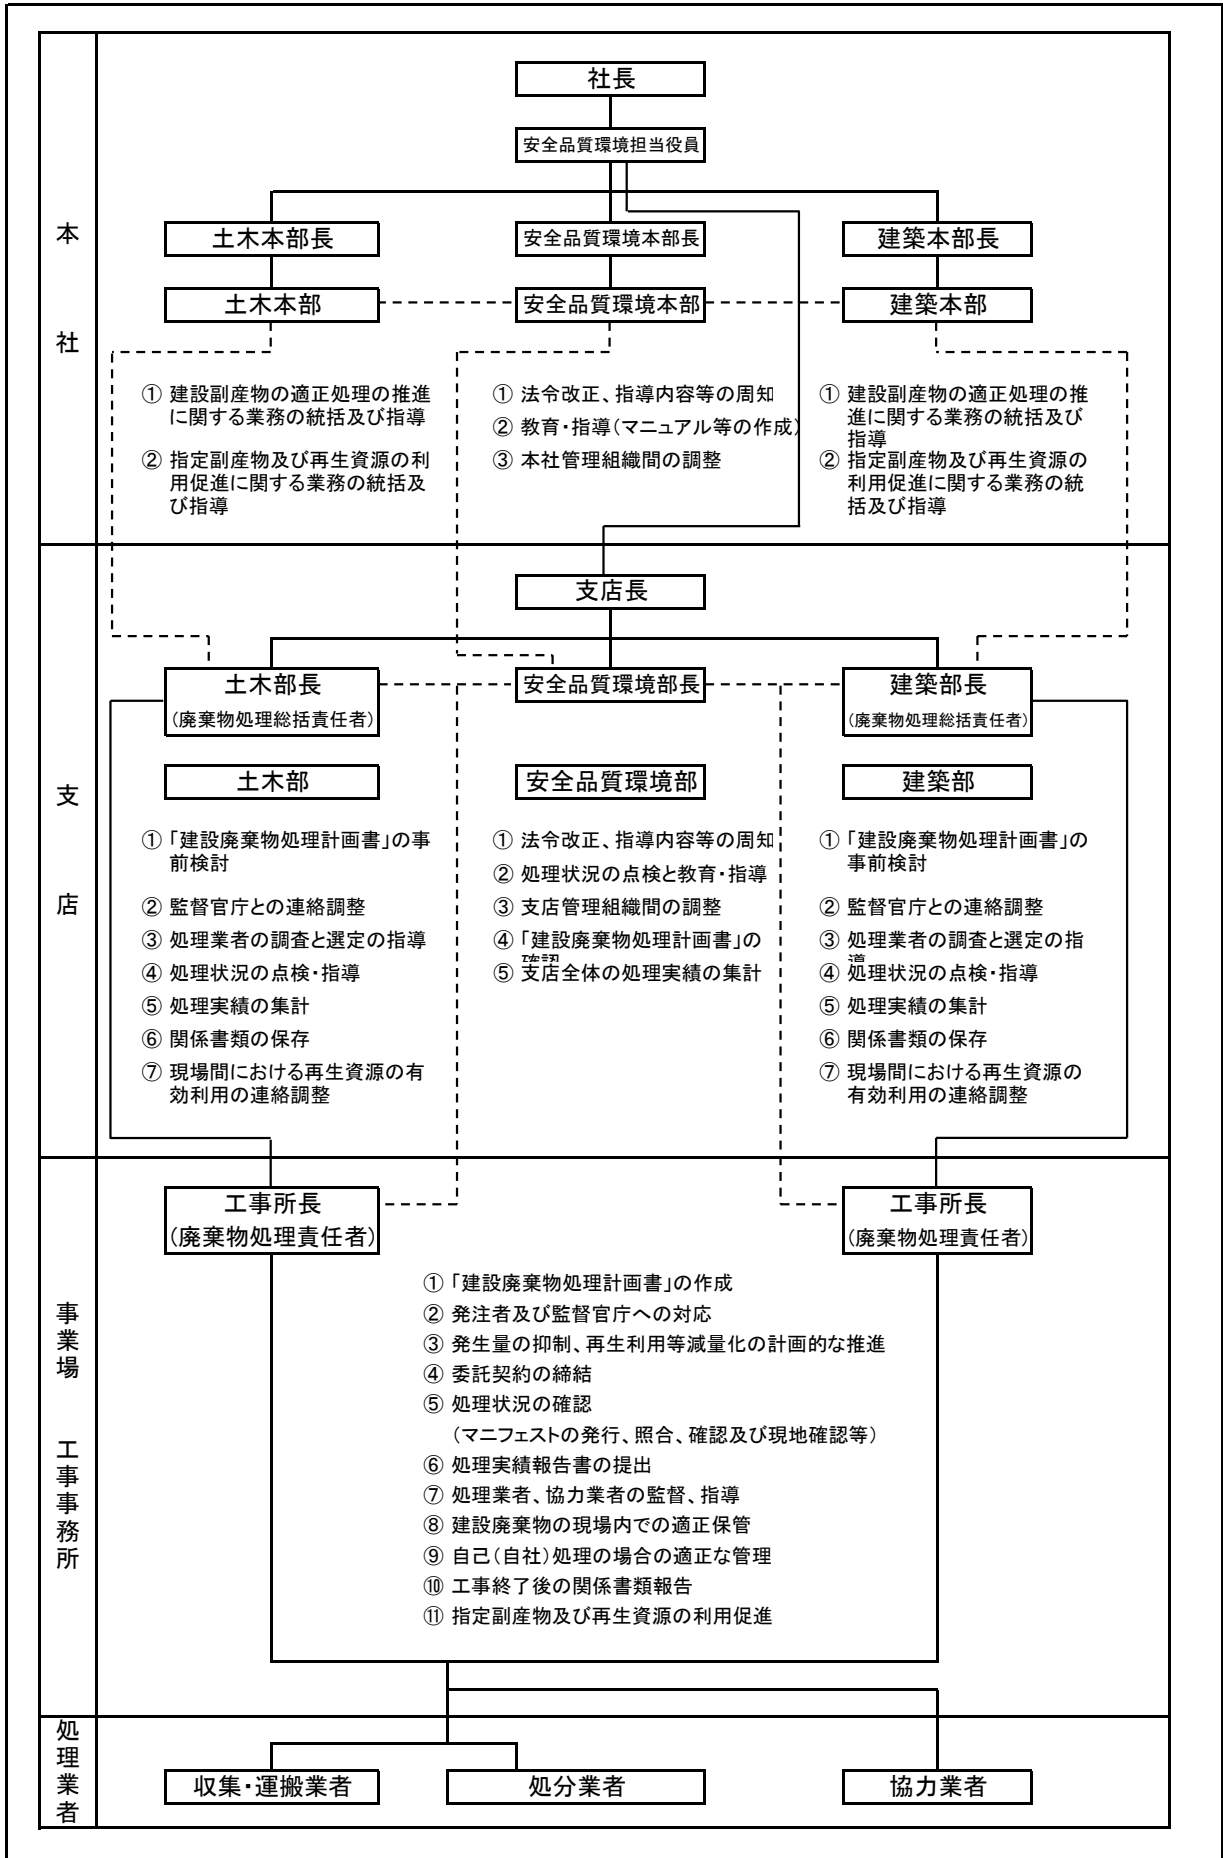 本社
社長
安全品質環境担当役員
土木本部長
安全品質環境本部長
建築本部長
土木本部
安全品質環境本部
建築本部
① 建設副産物の適正処理の推進
に関する業務の統括及び指導
② 指定副産物及び再生資源の利
用促進に関する業務の統括及
び指導
① 法令改正、指導内容等の周知
② 教育・指導(マニュアル等の作成)
③ 本社管理組織間の調整
① 建設副産物の適正処理の推
進に関する業務の統括及び
指導
② 指定副産物及び再生資源の
利用促進に関する業務の統
括及び指導
支店
支店長
土木部長
(廃棄物処理総括責任者)
安全品質環境部長
建築部長
(廃棄物処理総括責任者)
土木部
安全品質環境部
建築部
① 「建設廃棄物処理計画書」の事
前検討
② 監督官庁との連絡調整
③ 処理業者の調査と選定の指導
④ 処理状況の点検・指導
⑤ 処理実績の集計
⑥ 関係書類の保存
⑦ 現場間における再生資源の有
効利用の連絡調整
① 法令改正、指導内容等の周知
② 処理状況の点検と教育・指導
③ 支店管理組織間の調整
④ 「建設廃棄物処理計画書」の
確認
⑤ 支店全体の処理実績の集計
① 「建設廃棄物処理計画書」の
事前検討
② 監督官庁との連絡調整
③ 処理業者の調査と選定の指
導
④ 処理状況の点検・指導
⑤ 処理実績の集計
⑥ 関係書類の保存
⑦ 現場間における再生資源の
有効利用の連絡調整
事業場 工事事務所
工事所長
(廃棄物処理責任者)
工事所長
(廃棄物処理責任者)
① 「建設廃棄物処理計画書」の作成
② 発注者及び監督官庁への対応
③ 発生量の抑制、再生利用等減量化の計画的な推進
④ 委託契約の締結
⑤ 処理状況の確認
(マニフェストの発行、照合、確認及び現地確認等)
⑥ 処理実績報告書の提出
⑦ 処理業者、協力業者の監督、指導
⑧ 建設廃棄物の現場内での適正保管
⑨ 自己(自社)処理の場合の適正な管理
⑩ 工事終了後の関係書類報告
⑪ 指定副産物及び再生資源の利用促進
処理業者
収集・運搬業者
処分業者
協力業者